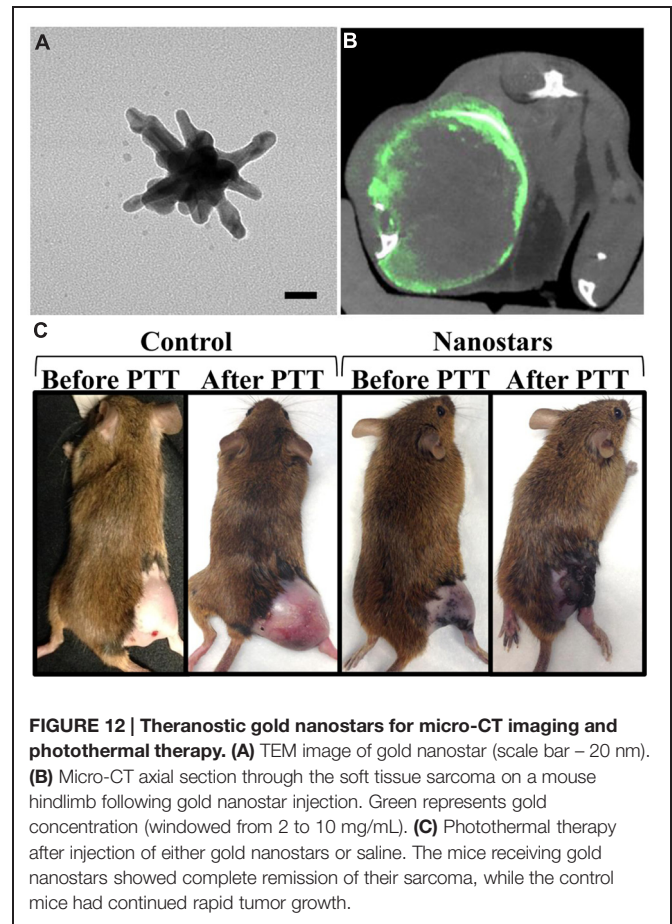 A
B
C
Control
Nanostars
Before PTT
After PTT
Before PTT
After PTT
FIGURE 12 | Theranostic gold nanostars for micro-CT imaging and
photothermal therapy. (A) TEM image of gold nanostar (scale bar – 20 nm).
(B) Micro-CT axial section through the soft tissue sarcoma on a mouse
hindlimb following gold nanostar injection. Green represents gold
concentration (windowed from 2 to 10 mg/mL). (C) Photothermal therapy
after injection of either gold nanostars or saline. The mice receiving gold
nanostars showed complete remission of their sarcoma, while the control
mice had continued rapid tumor growth.